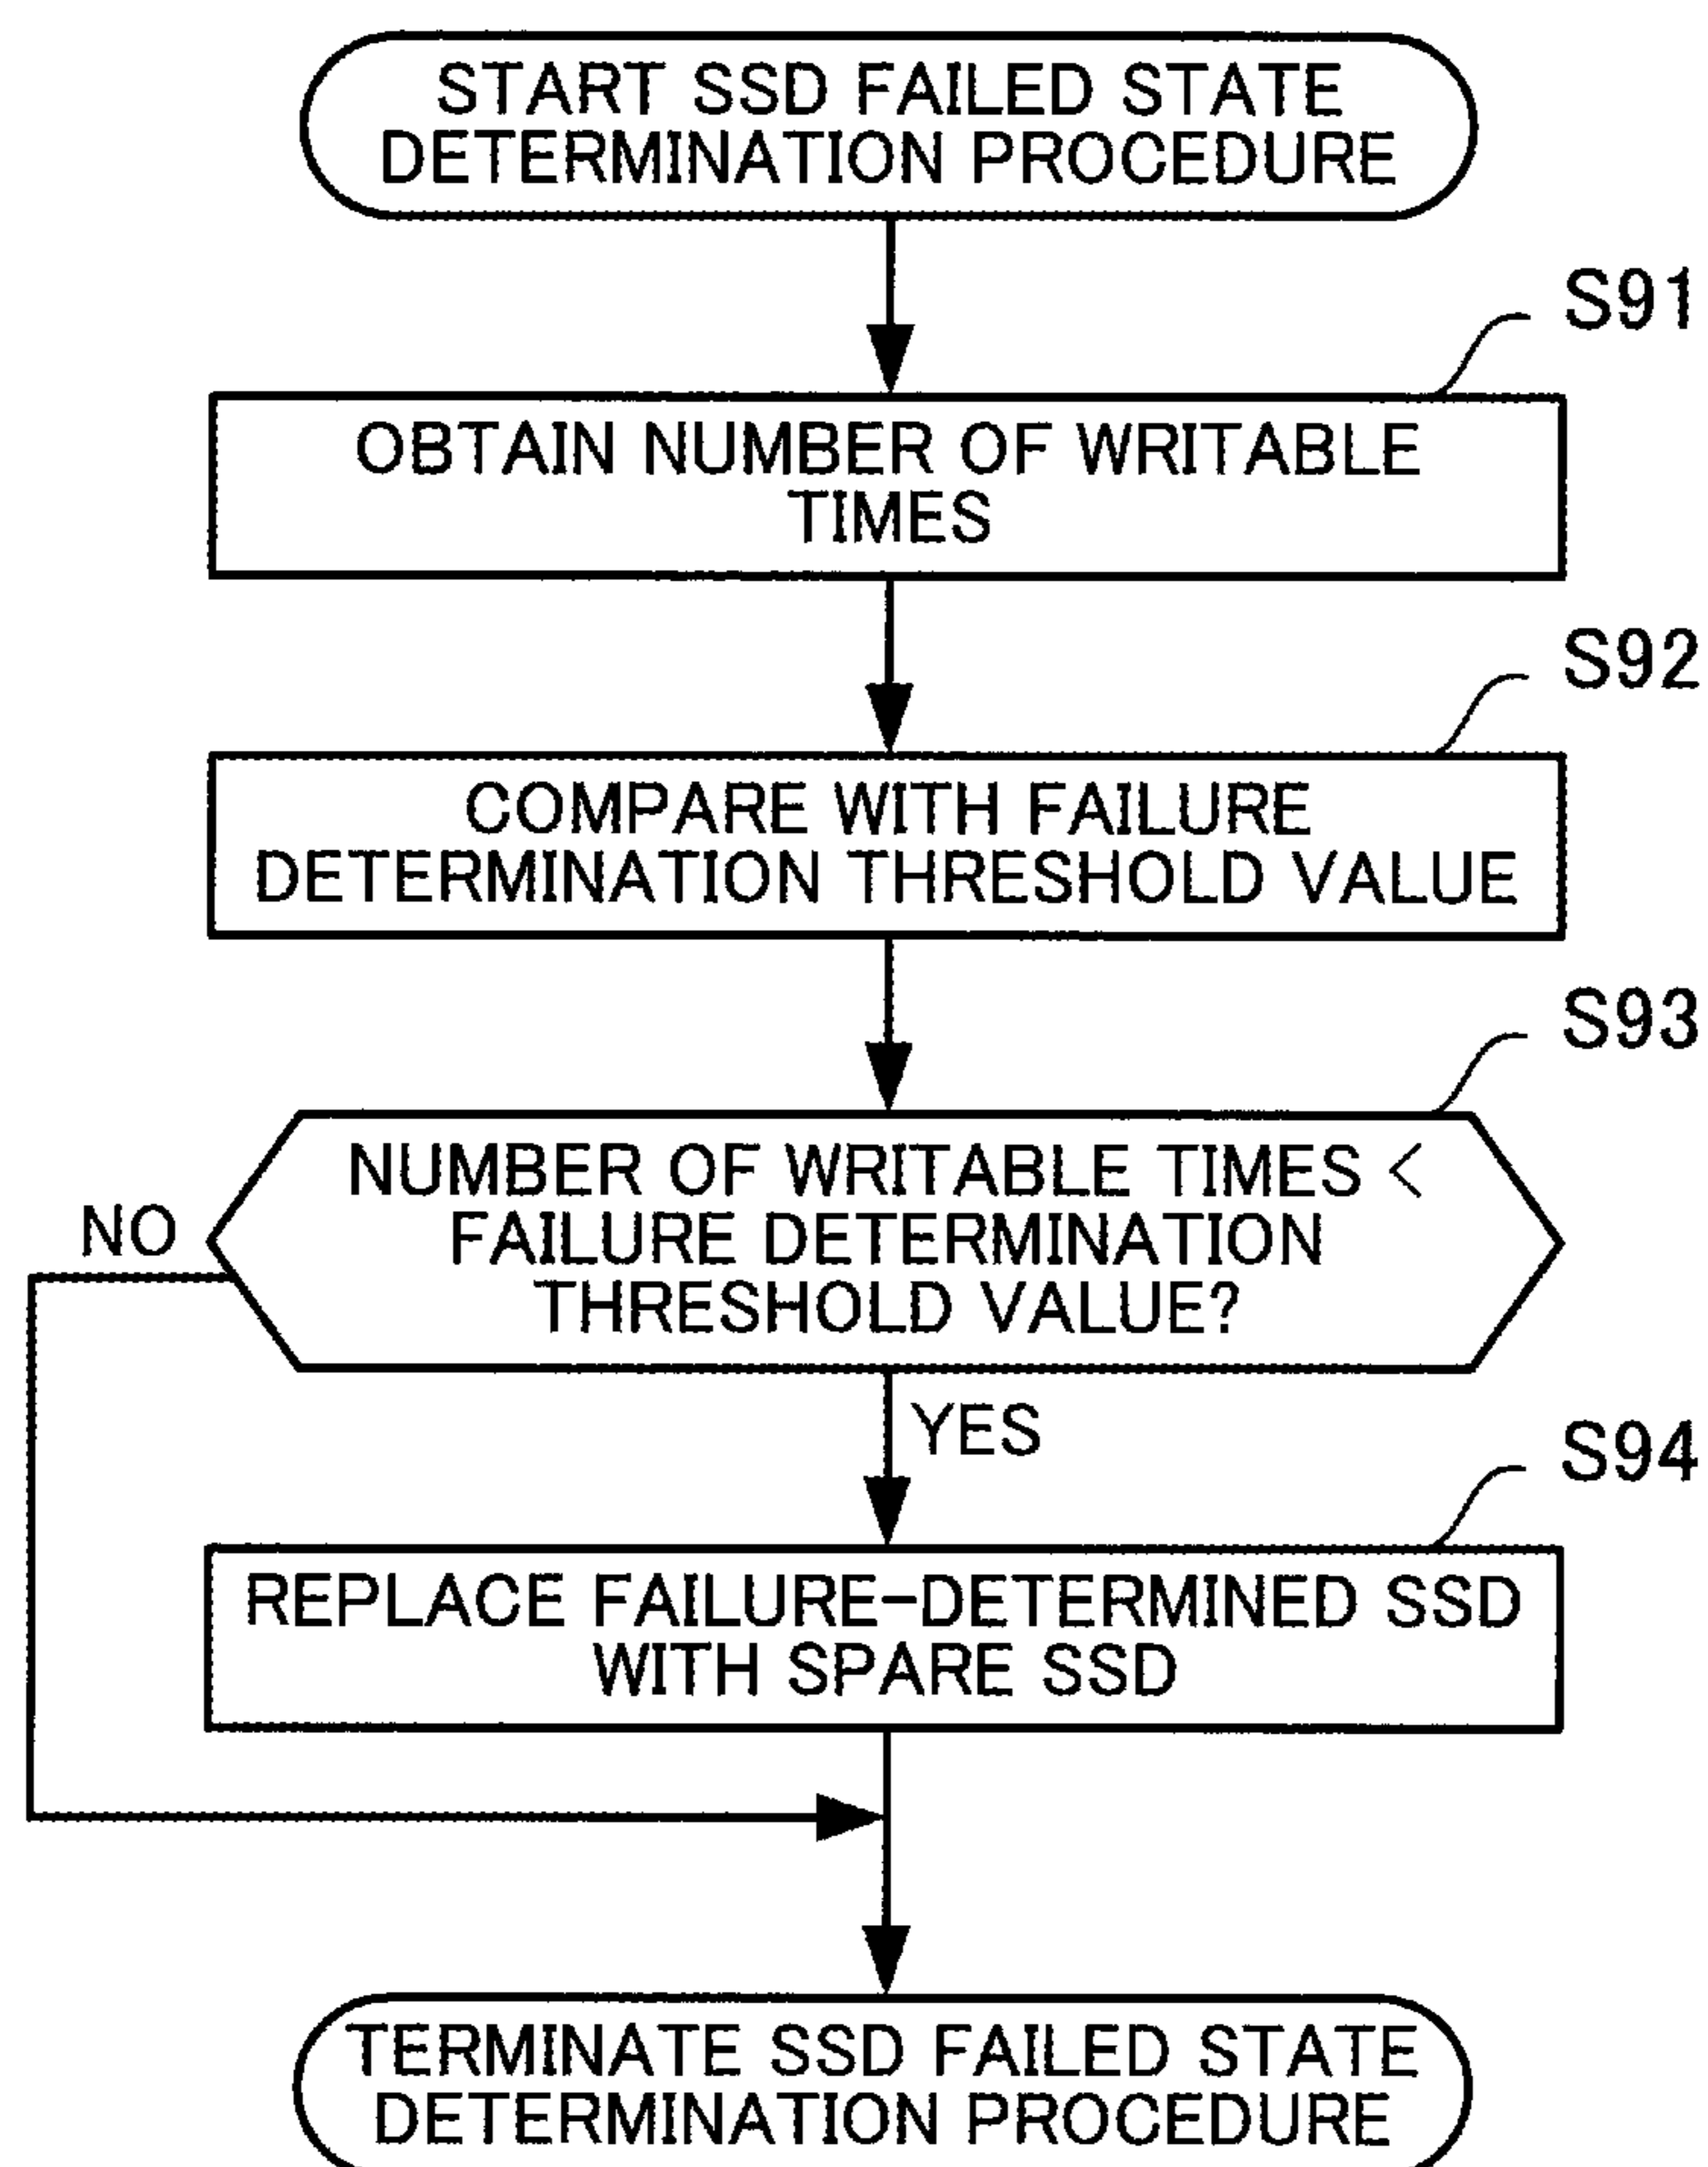 START SSD FAILED STATE
DETERMINATION PROCEDURE
S91
OBTAIN NUMBER OF WRITABLE
TIMES
S92
COMPARE WITH FAILURE
DETERMINATION THRESHOLD VALUE
S93
NUMBER OF WRITABLE TIMES <
FAILURE DETERMINATION
THRESHOLD VALUE?
NO
YES
S94
REPLACE FAILURE-DETERMINED SSD
WITH SPARE SSD
TERMINATE SSD FAILED STATE
DETERMINATION PROCEDURE